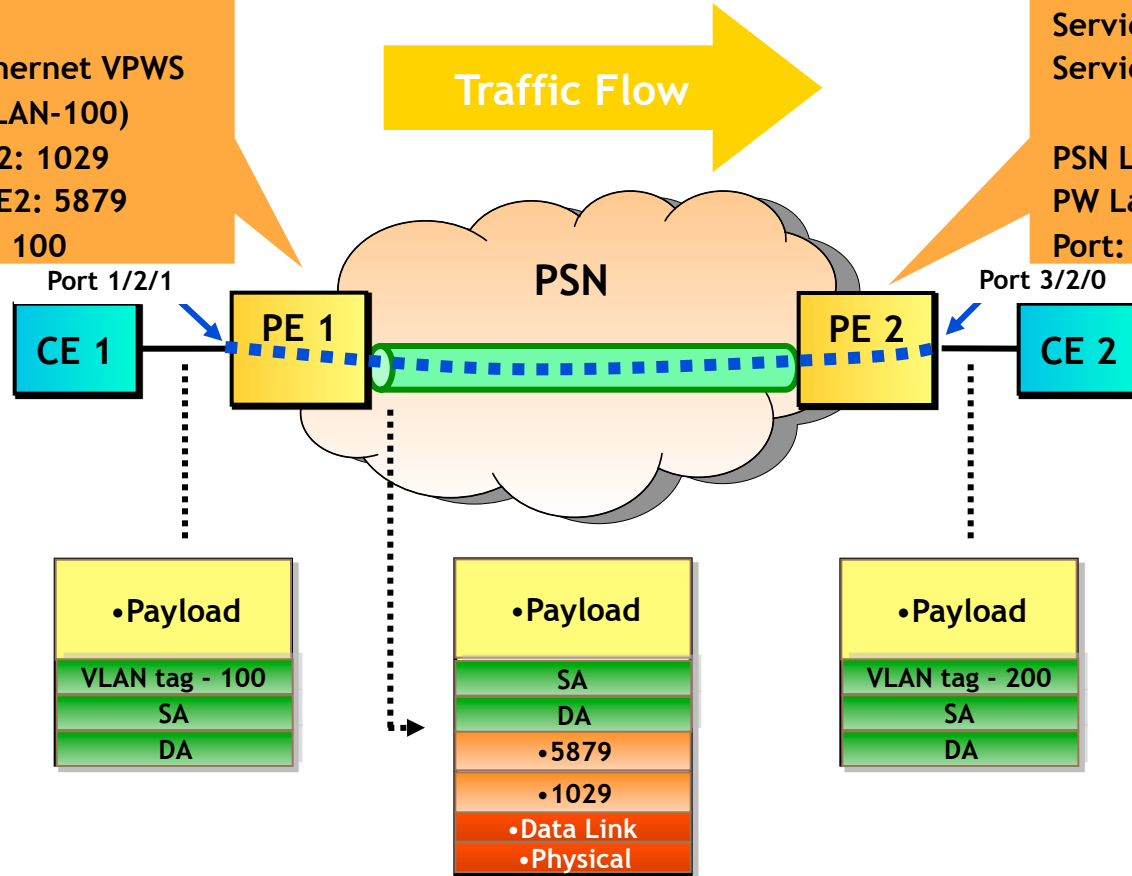 hernet VPWS
LAN-100)
2: 1029
E2: 5879
100
Traffic Flow
Servic
Servic
PSN L
PW La
Port:
Port 1/2/1
PSN
Port 3/2/0
CE 1
PE 1
PE 2
CE 2
•Payload
VLAN tag - 100
SA
DA
•Payload
SA
DA
•5879
•1029
•Data Link
•Physical
•Payload
VLAN tag - 200
SA
DA